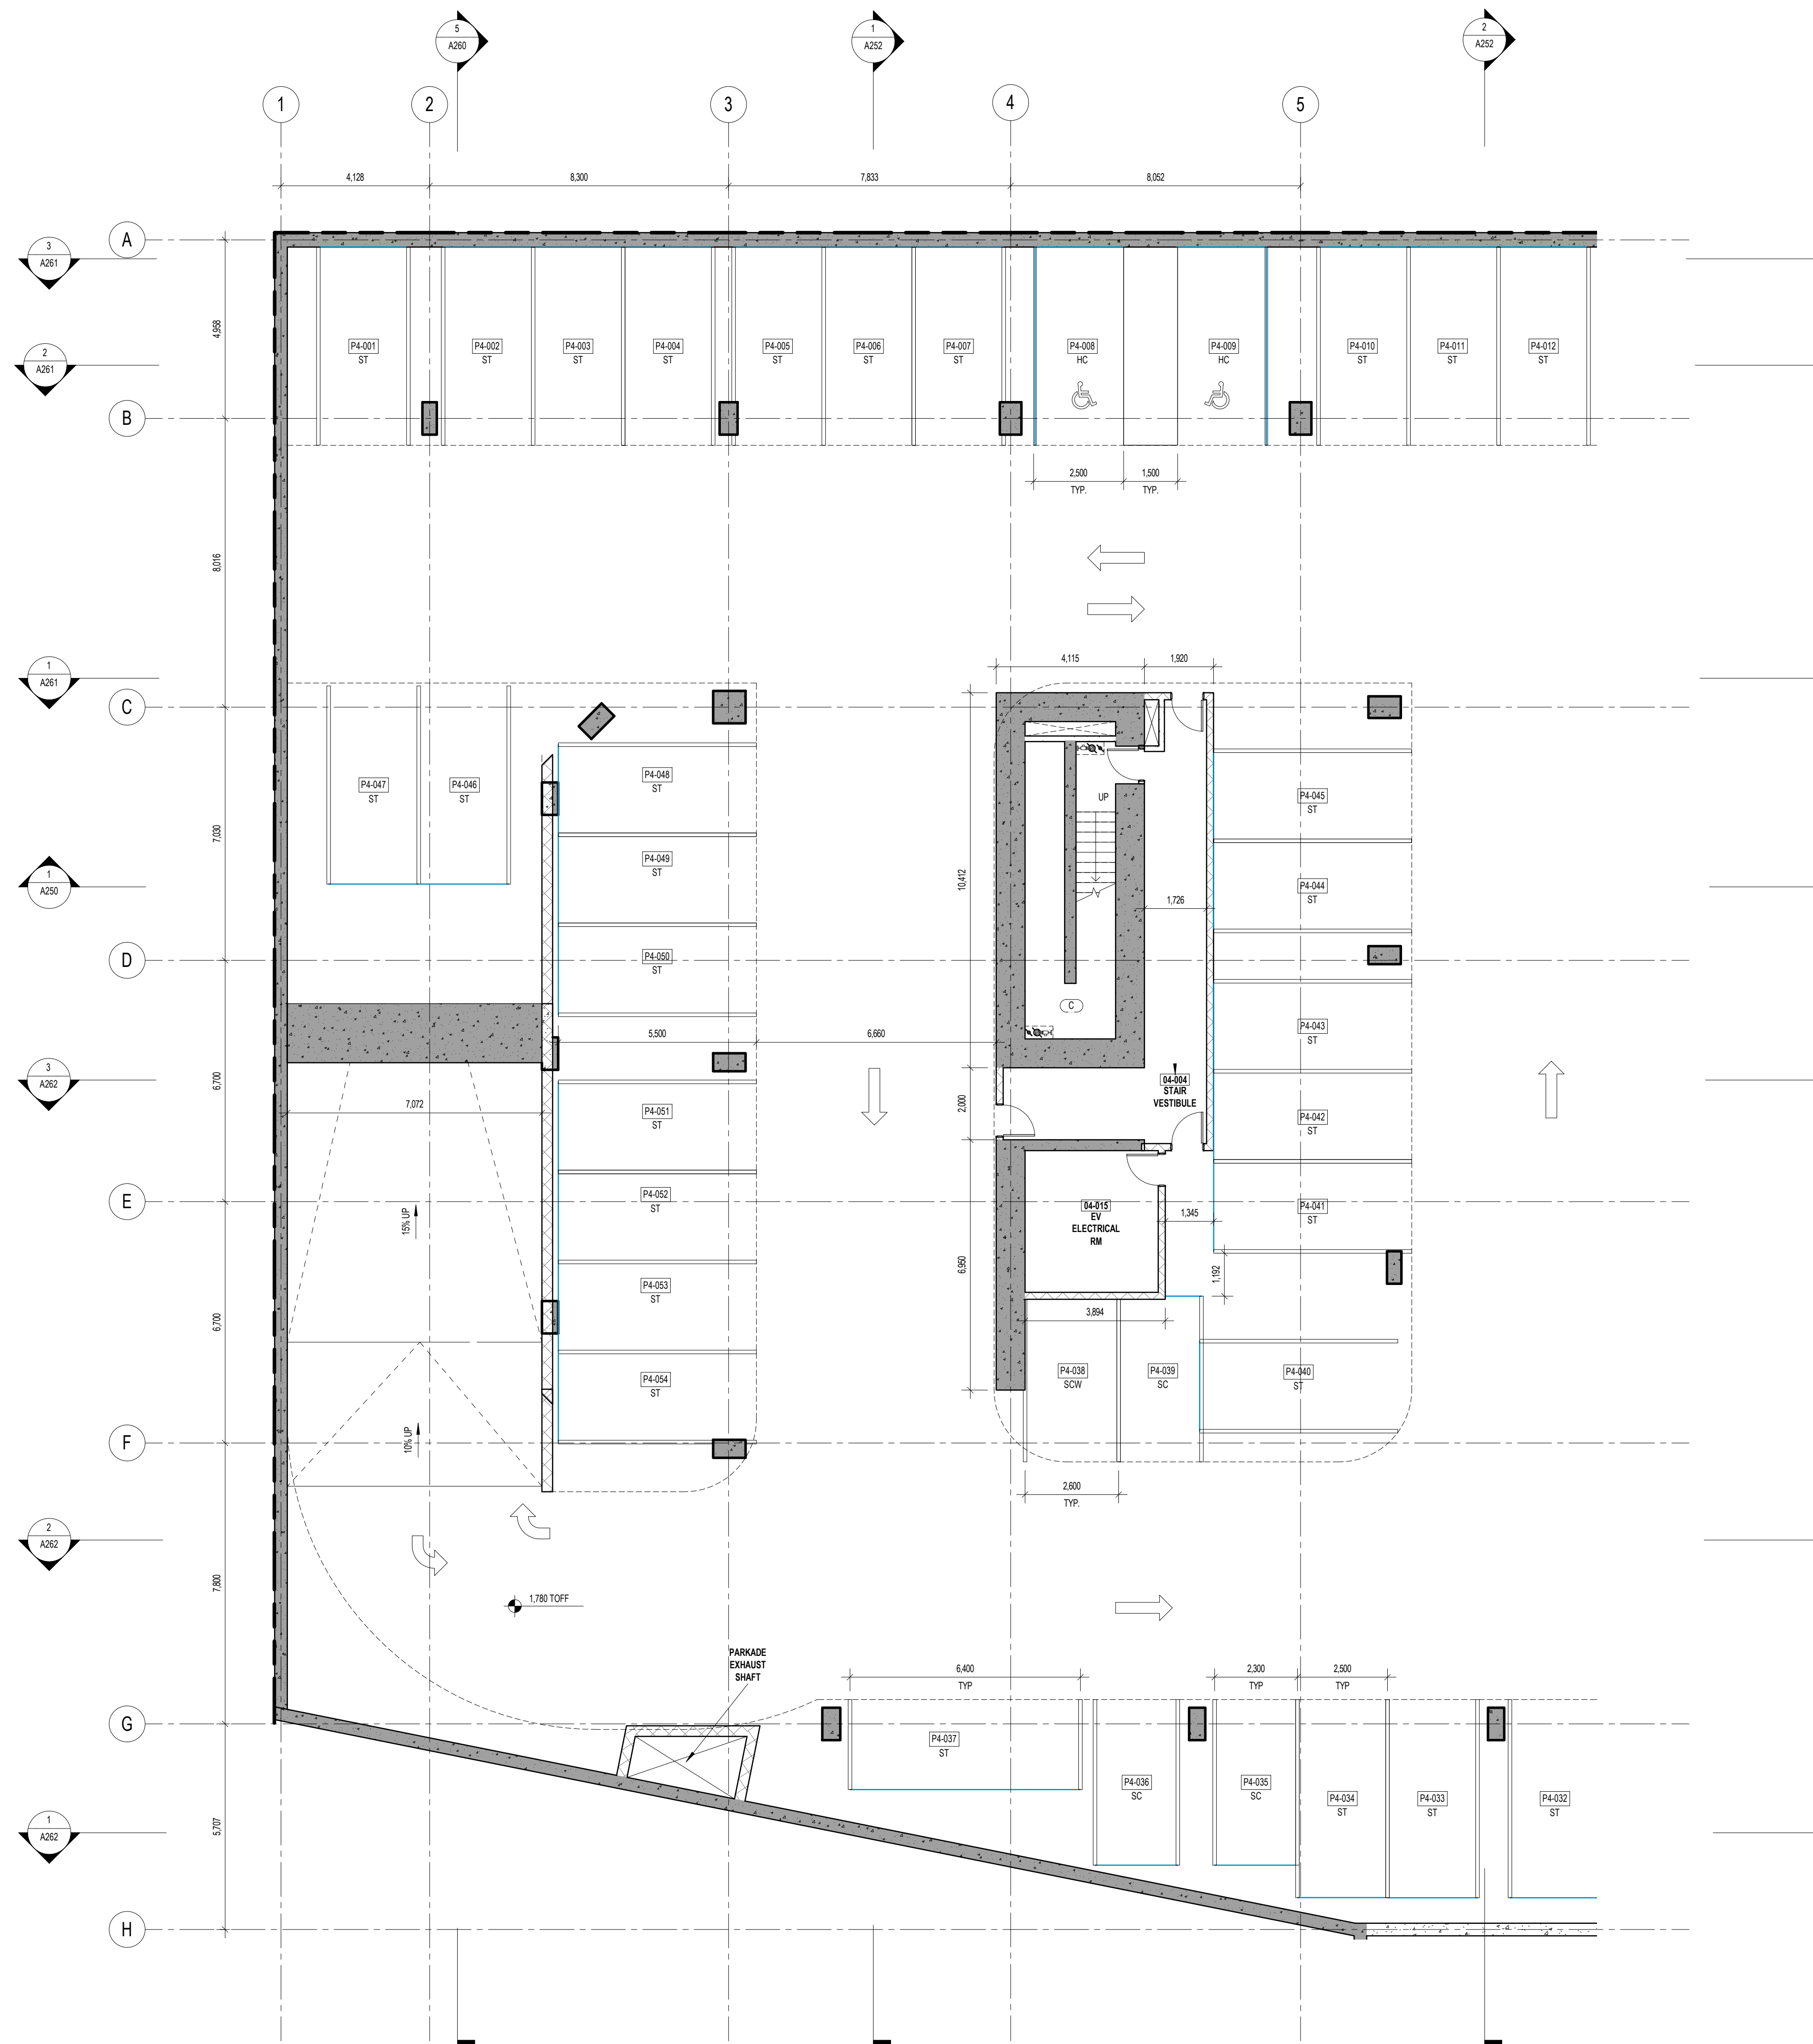 5
A260
1
A252
2
A252
1
2
3
4
5
4,128
8,300
7,833
8,052
A
3
A261
4,958
2
A261
P4-001
ST
P4-002
ST
P4-003
ST
P4-004
ST
P4-005
ST
P4-006
ST
P4-007
ST
P4-008
HC
P4-009
HC
P4-010
ST
P4-011
ST
P4-012
ST
B
2,500
TYP.
1,500
TYP.
8,016
1
A261
4,115
1,920
C
P4-047
ST
P4-046
ST
P4-048
ST
UP
P4-045
ST
7,030
P4-049
ST
1
A250
10,412
1,726
P4-044
ST
D
P4-050
ST
C
P4-043
ST
5,500
6,660
3
A262
6,700
7,072
P4-051
ST
2,000
04-004
STAIR
VESTIBULE
P4-042
ST
E
15% UP
P4-052
ST
04-015
EV
ELECTRICAL
RM
1,345
P4-041
ST
6,950
1,192
P4-053
ST
6,700
3,894
P4-054
ST
P4-038
SCW
P4-039
SC
P4-040
ST
F
10% UP
2,600
TYP.
2
A262
7,800
1,780 TOFF
PARKADE
EXHAUST
SHAFT
6,400
TYP
2,300
TYP
2,500
TYP
G
P4-037
ST
P4-036
SC
P4-035
SC
P4-034
ST
P4-033
ST
P4-032
ST
1
A262
5,707
H